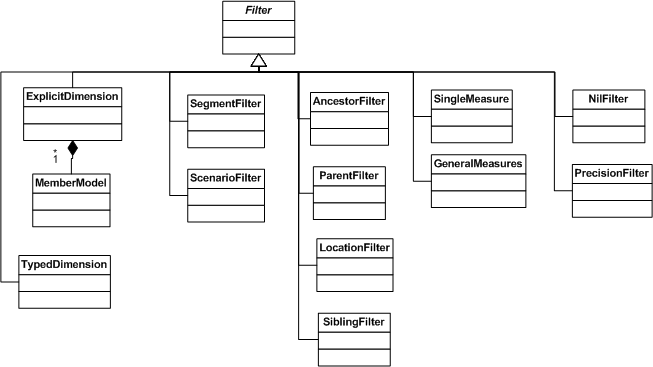 Filter
ExplicitDimension
SegmentFilter
AncestorFilter
SingleMeasure
NilFilter
*
1
MemberModel
ScenarioFilter
ParentFilter
GeneralMeasures
PrecisionFilter
TypedDimension
LocationFilter
SiblingFilter